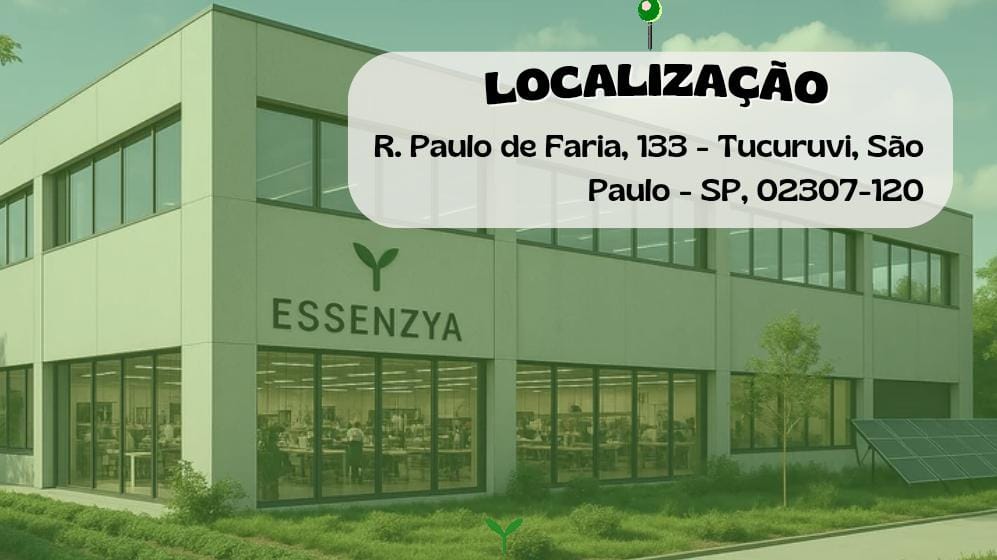 LOCALIZAÇÃO
R. Paulo de Faria, 133 - Tucuruvi, São
Paulo - SP, 02307-120
ESSENZYA